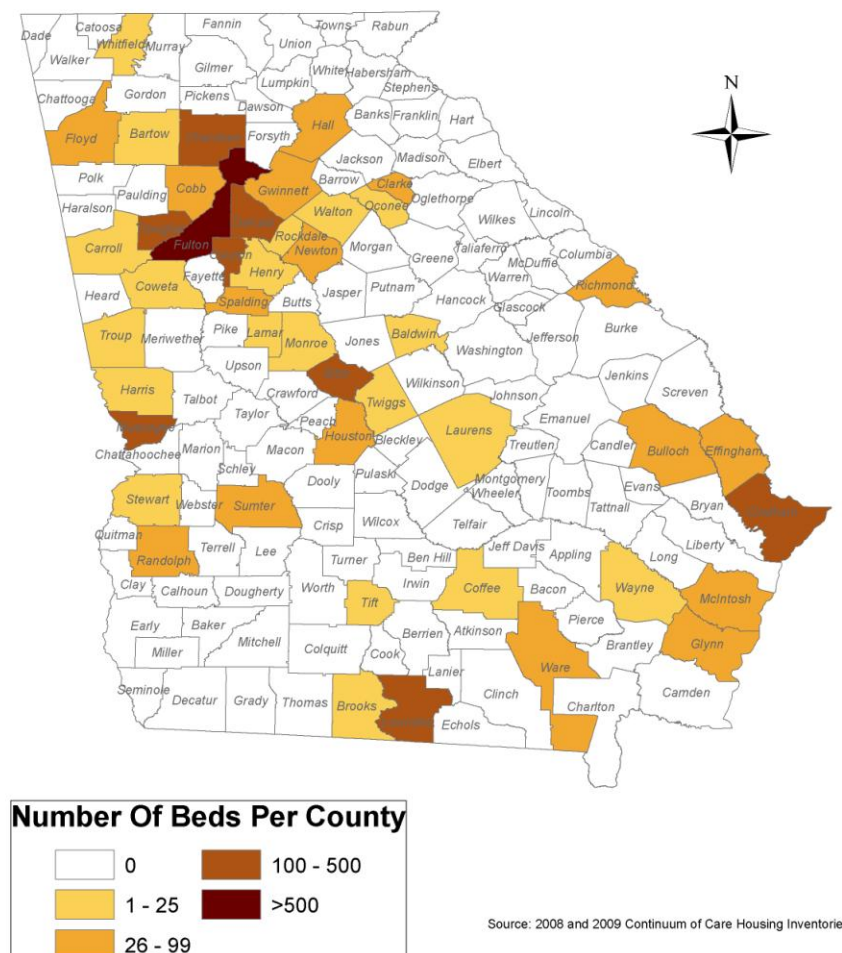 Dade
Catoosa
Whitfield
Walker
Murray
Fannin
Gilmer
Union
Towns
Rabun
White
Habersham
Lumpkin
Stephens
Chattooga
Gordon
Pickens
Dawson
Banks
Franklin
Hart
Floyd
Bartow
Forsyth
Hall
Jackson
Madison
Elbert
Polk
Paulding
Cobb
Gwinnett
Barrow
Clarke
Oglethorpe
Haralson
Fulton
Walton
Oconee
Wilkes
Lincoln
Carroll
Rockdale
Newton
Morgan
Greene
Taliaferro
McDuffie
Columbia
Warren
Coweta
Fayette
Henry
Heard
Spalding
Butts
Jasper
Putnam
Hancock
Glascock
Richmond
Troup
Meriwether
Pike
Lamar
Monroe
Jones
Baldwin
Washington
Jefferson
Burke
Upson
Harris
Talbot
Crawford
Wilkinson
Johnson
Jenkins
Screven
Taylor
Peach
Houston
Twiggs
Bleckley
Laurens
Emanuel
Treutlen
Candler
Bulloch
Effingham
Chattahoochee
Marion
Macon
Schley
Pulaski
Dooly
Dodge
Montgomery
Wheeler
Toombs
Tattnall
Evans
Bryan
Stewart
Webster
Sumter
Crisp
Wilcox
Telfair
Quitman
Randolph
Terrell
Lee
Turner
Ben Hill
Jeff Davis
Appling
Long
Liberty
Clay
Calhoun
Dougherty
Worth
Tift
Irwin
Coffee
Bacon
Wayne
McIntosh
Early
Baker
Miller
Mitchell
Colquitt
Cook
Berrien
Atkinson
Pierce
Brantley
Glynn
Ware
Lanier
Clinch
Charlton
Camden
Seminole
Decatur
Grady
Thomas
Brooks
Echols
N
Number Of Beds Per County
0
100 - 500
1 - 25
>500
26 - 99
Source: 2008 and 2009 Continuum of Care Housing Inventorie